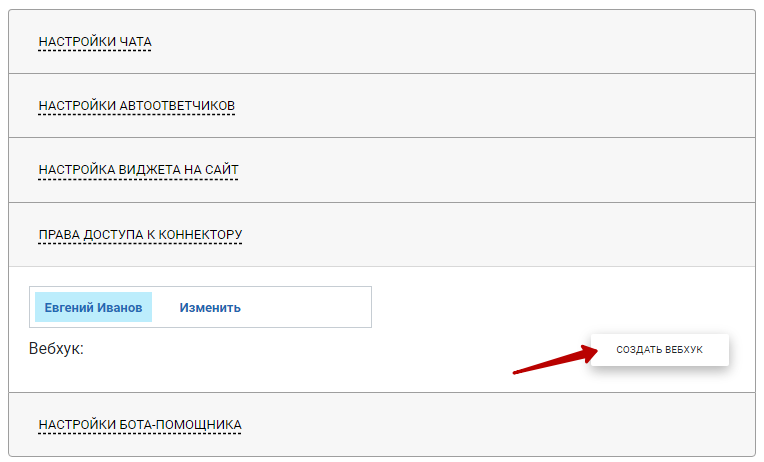 НАСТРОЙКИ ЧАТА
НАСТРОЙКИ АВТООТВЕТЧИКОВ
НАСТРОЙКА ВИДЖЕТА НА САЙТ
ПРАВА ДОСТУПА К КОННЕКТОРУ
Евгений Иванов Изменить
Вебхук: СОЗДАТЬ ВЕБХУК
НАСТРОЙКИ БОТА-ПОМОЩНИКА